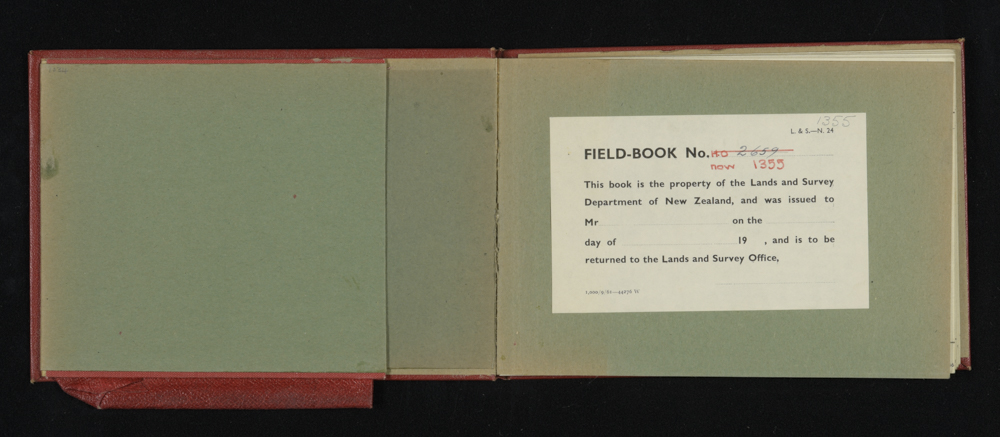 1355
L. & S.—N. 24
FIELD-BOOK No. 2659
now 1355
This book is the property of the Lands and Survey
Department of New Zealand, and was issued to
Mr on the
day of 19 , and is to be
returned to the Lands and Survey Office,